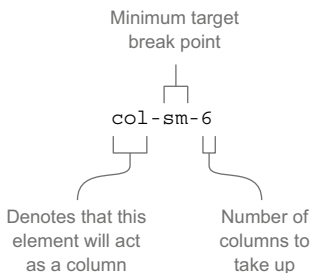 Minimum target
break point
col-sm-6
Denotes that this
element will act
as a column
Number of
columns to
take up